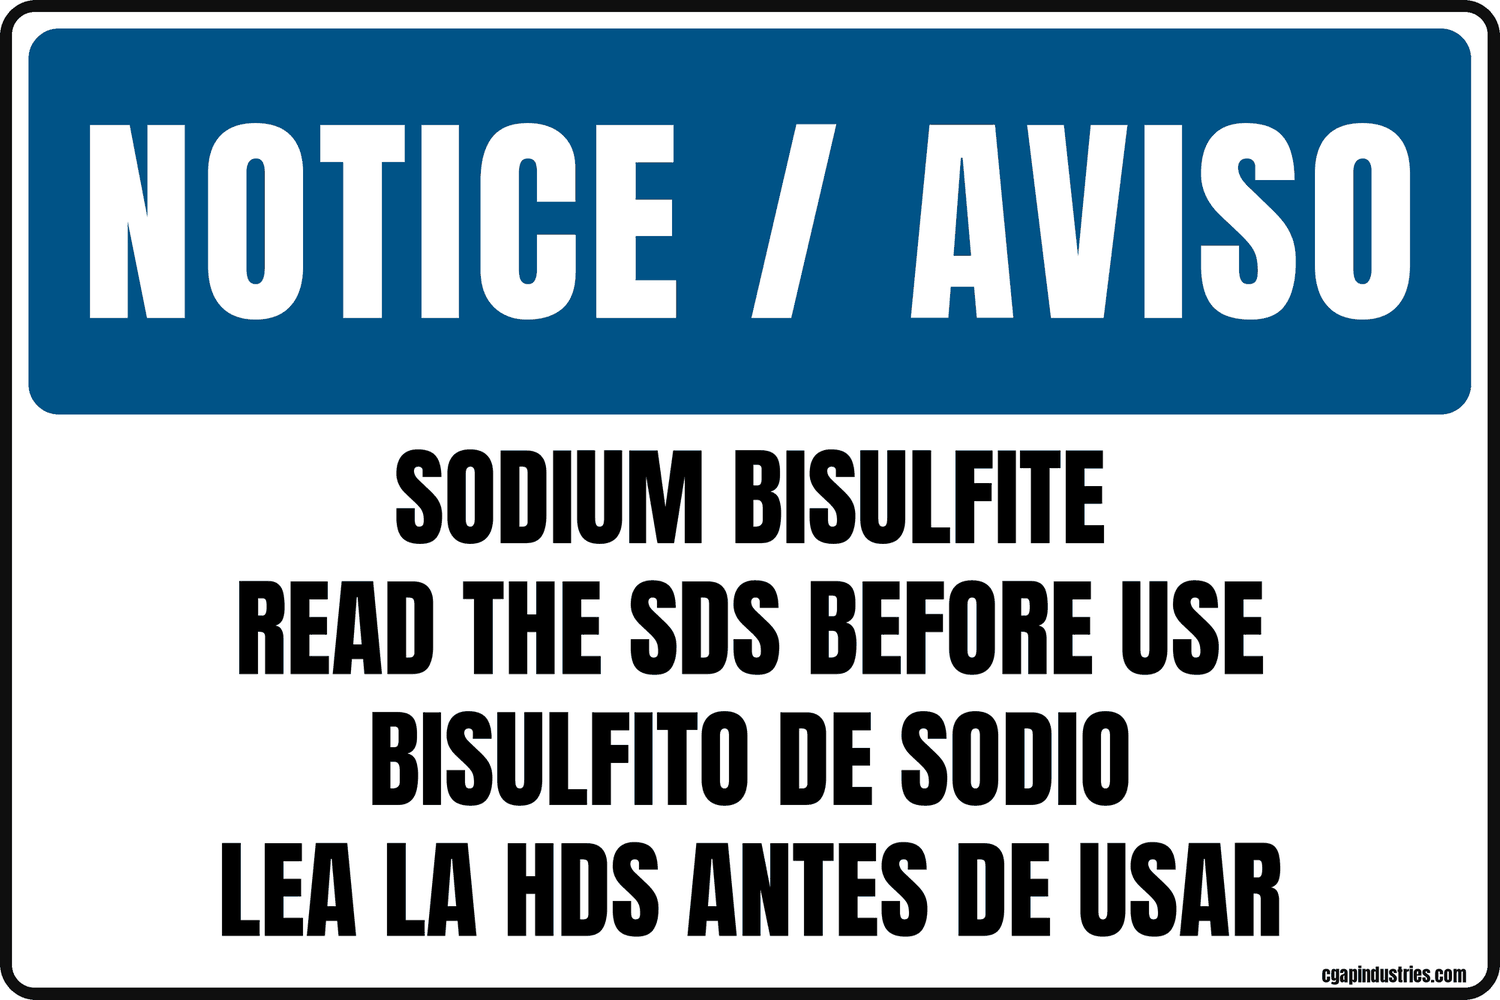 NOTICE / AVISO
SODIUM BISULFITE
READ THE SDS BEFORE USE
BISULFITO DE SODIO
LEA LA HDS ANTES DE USAR
cgapindustries.com